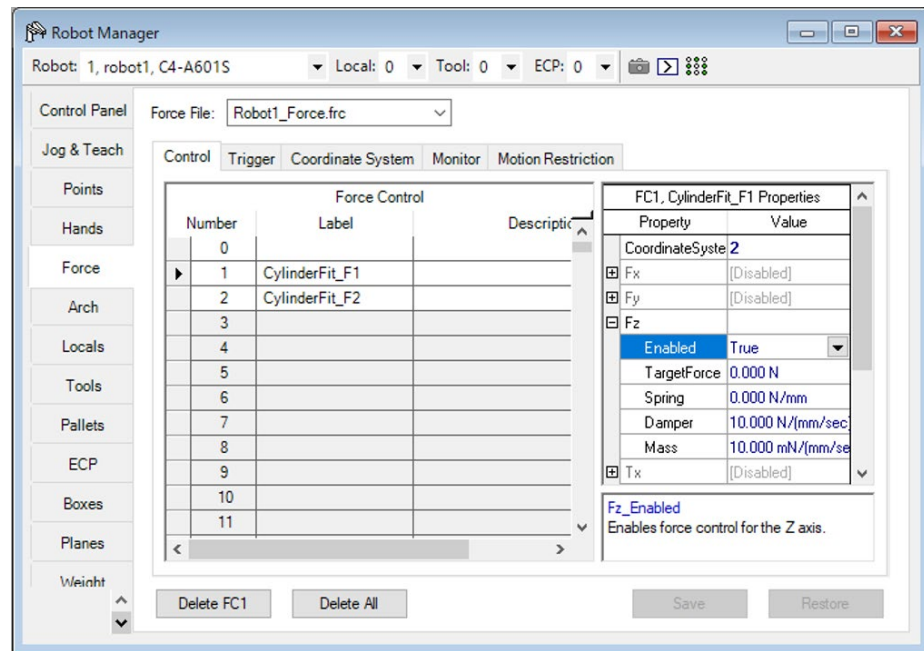 Robot Manager
Robot: 1, robot1, C4-A601S Local: 0 Tool: 0 ECP: 0
Control Panel
Jog & Teach
Points
Hands
Force
Arch
Locals
Tools
Pallets
ECP
Boxes
Planes
Weight
Force File: Robot1_Force.frc
Control Trigger Coordinate System Monitor Motion Restriction
Force Control
Number Label Descriptic
0
1 CylinderFit_F1
2 CylinderFit_F2
3
4
5
6
7
8
9
10
11
FC1, CylinderFit_F1 Properties
Property Value
CoordinateSyste 2
Fx [Disabled]
Fy [Disabled]
Fz
Enabled True
TargetForce 0.000 N
Spring 0.000 N/mm
Damper 10.000 N/(mm/sec)
Mass 10.000 mN/(mm/se
Tx [Disabled]
Fz_Enabled
Enables force control for the Z axis.
Delete FC1 Delete All Save Restore